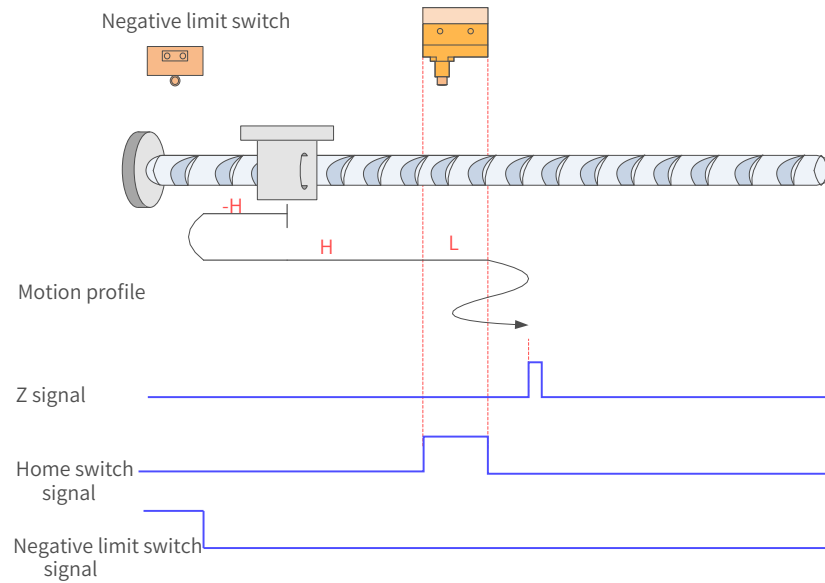 Negative limit switch
-H
H
L
Motion profile
Z signal
Home switch
signal
Negative limit switch
signal